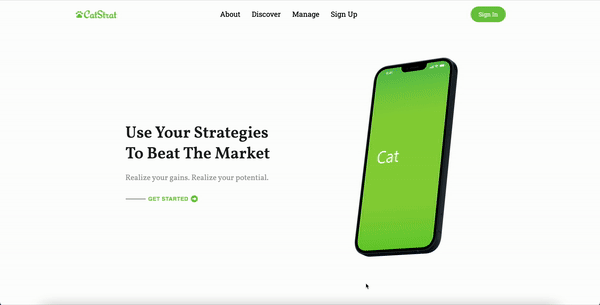 CatStrat
About Discover Manage Sign Up
Sign In
Use Your Strategies
To Beat The Market
Realize your gains. Realize your potential.
GET STARTED
Cat